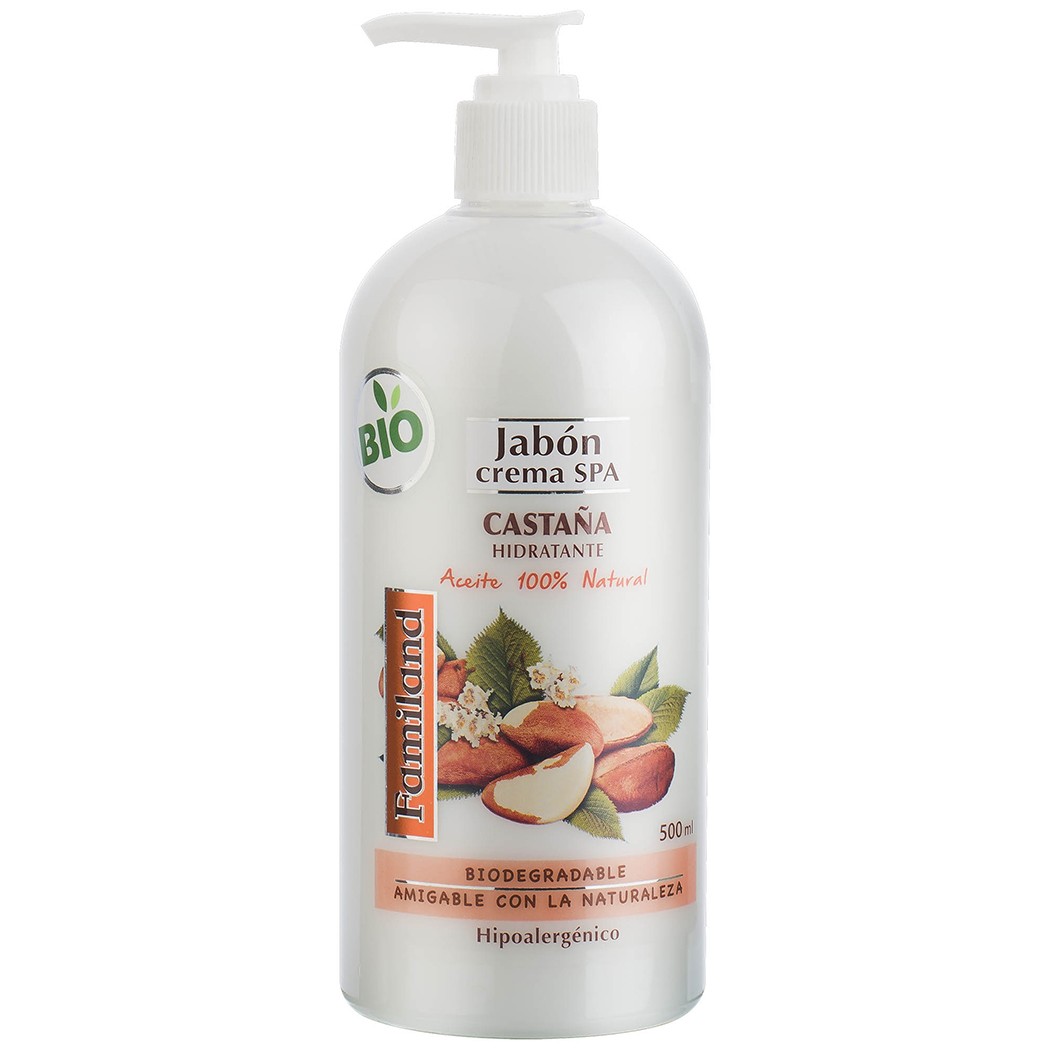 BIO
Jabón
crema SPA
CASTAÑA
HIDRATANTE
Aceite 100% Natural
Familand
500 ml
BIODEGRADABLE
AMIGABLE CON LA NATURALEZA
Hipoalergénico